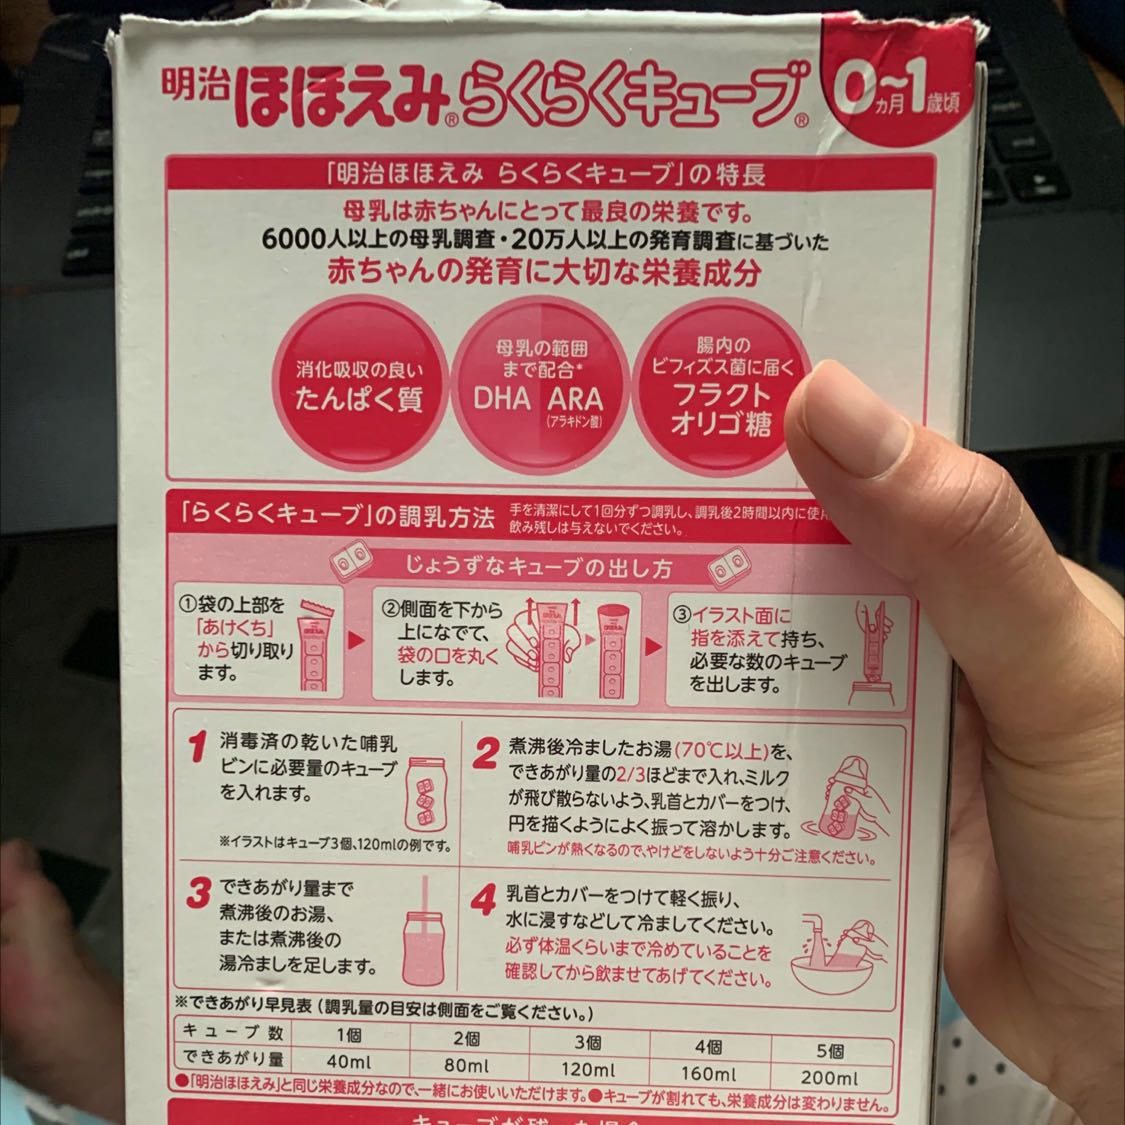 明治 ほほえみ® らくらくキューブ®
0ヵ月~1歳頃
「明治ほほえみ らくらくキューブ」の特長
母乳は赤ちゃんにとって最良の栄養です。
6000人以上の母乳調査・20万人以上の発育調査に基づいた
赤ちゃんの発育に大切な栄養成分
消化吸収の良い
たんぱく質
母乳の範囲
まで配合*
DHA ARA
(アラキドン酸)
腸内の
ビフィズス菌に届く
フラクト
オリゴ糖
「らくらくキューブ」の調乳方法
手を清潔にして1回分ずつ調乳し、調乳後2時間以内に使用
飲み残しは与えないでください。
じょうずなキューブの出し方
①袋の上部を
「あけくち」
から切り取り
ます。
②側面を下から
上になでて、
袋の口を丸く
します。
③イラスト面に
指を添えて持ち、
必要な数のキューブ
を出します。
1 消毒済の乾いた哺乳
ビンに必要量のキューブ
を入れます。
※イラストはキューブ3個、120mlの例です。
2 煮沸後冷ましたお湯(70℃以上)を、
できあがり量の2/3ほどまで入れ、ミルク
が飛び散らないよう、乳首とカバーをつけ、
円を描くようによく振って溶かします。
哺乳ビンが熱くなるので、やけどをしないよう十分ご注意ください。
3 できあがり量まで
煮沸後のお湯、
または煮沸後の
湯冷ましを足します。
4 乳首とカバーをつけて軽く振り、
水に浸すなどして冷ましてください。
必ず体温くらいまで冷めていることを
確認してから飲ませてあげてください。
※できあがり早見表(調乳量の目安は側面をご覧ください。)
キューブ数 1個 2個 3個 4個 5個
できあがり量 40ml 80ml 120ml 160ml 200ml
●「明治ほほえみ」と同じ栄養成分なので、一緒にお使いいただけます。●キューブが割れても、栄養成分は変わりません。